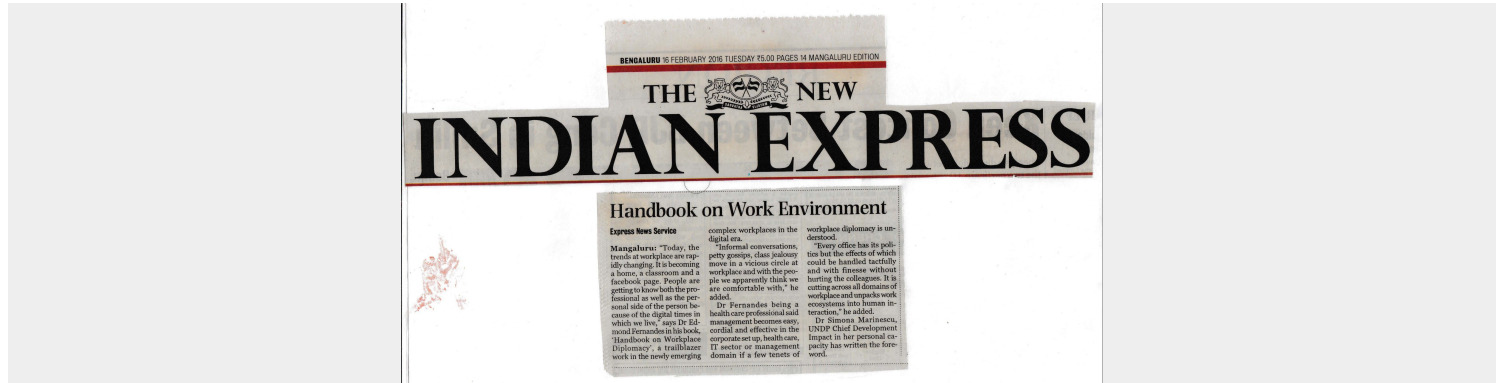 BENGALURU 16 FEBRUARY 2016 TUESDAY ₹5.00 PAGES 14 MANGALURU EDITION
THE NEW
INDIAN EXPRESS
Handbook on Work Environment
Express News Service
Mangaluru: "Today, the
trends at workplace are rap-
idly changing. It is becoming
a home, a classroom and a
facebook page. People are
getting to know both the pro-
fessional as well as the per-
sonal side of the person be-
cause of the digital times in
which we live," says Dr Ed-
mond Fernandes in his book,
'Handbook on Workplace
Diplomacy', a trailblazer
work in the newly emerging
complex workplaces in the
digital era.
"Informal conversations,
petty gossips, class jealousy
move in a vicious circle at
workplace and with the peo-
ple we apparently think we
are comfortable with," he
added.
Dr Fernandes being a
health care professional said
management becomes easy,
cordial and effective in the
corporate set up, health care,
IT sector or management
domain if a few tenets of
workplace diplomacy is un-
derstood.
"Every office has its poli-
tics but the effects of which
could be handled tactfully
and with finesse without
hurting the colleagues. It is
cutting across all domains of
workplace and unpacks work
ecosystems into human in-
teraction," he added.
Dr Simona Marinescu,
UNDP Chief Development
Impact in her personal ca-
pacity has written the fore-
word.